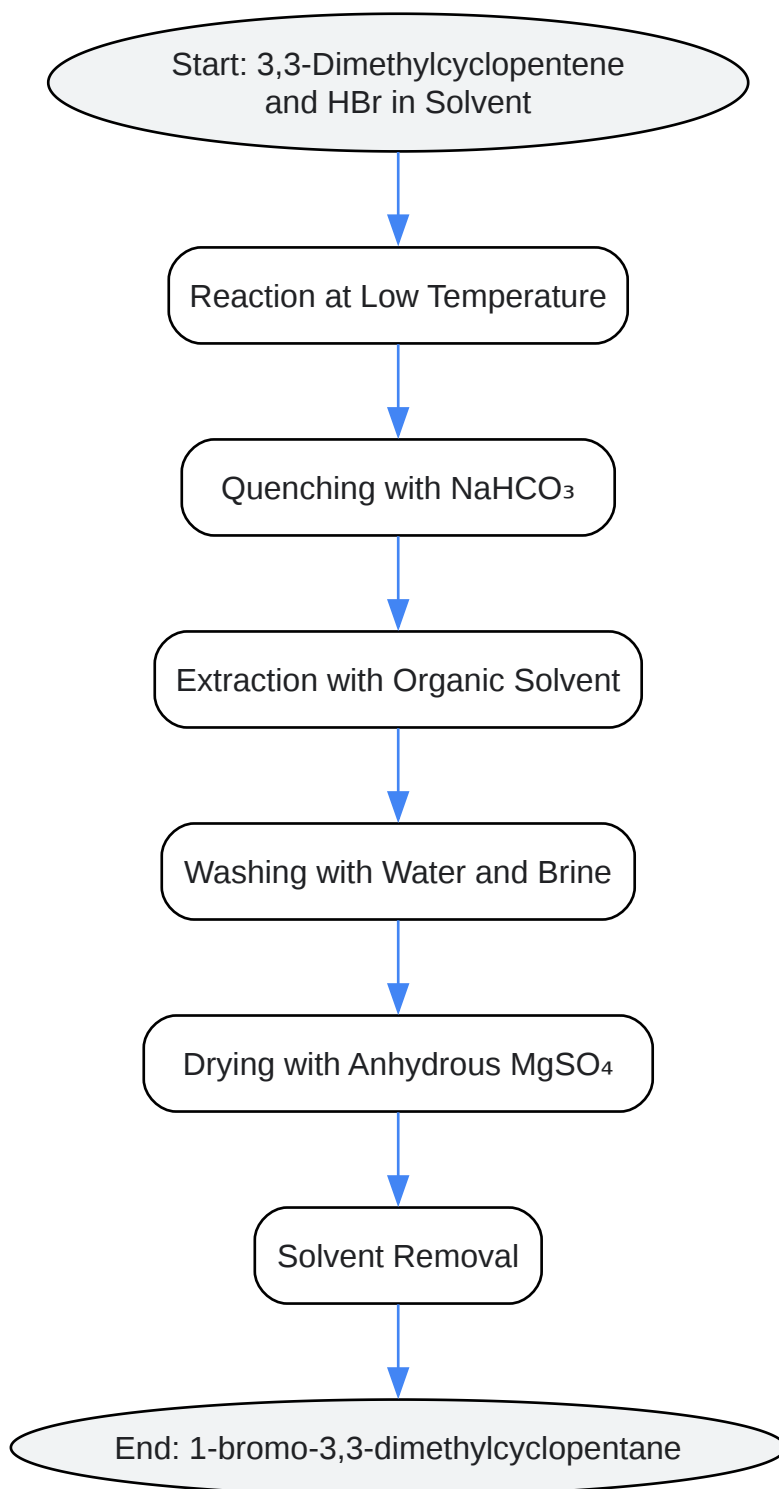 Start: 3,3-Dimethylcyclopentene
and HBr in Solvent
Reaction at Low Temperature
Quenching with NaHCO₃
Extraction with Organic Solvent
Washing with Water and Brine
Drying with Anhydrous MgSO₄
Solvent Removal
End: 1-bromo-3,3-dimethylcyclopentane